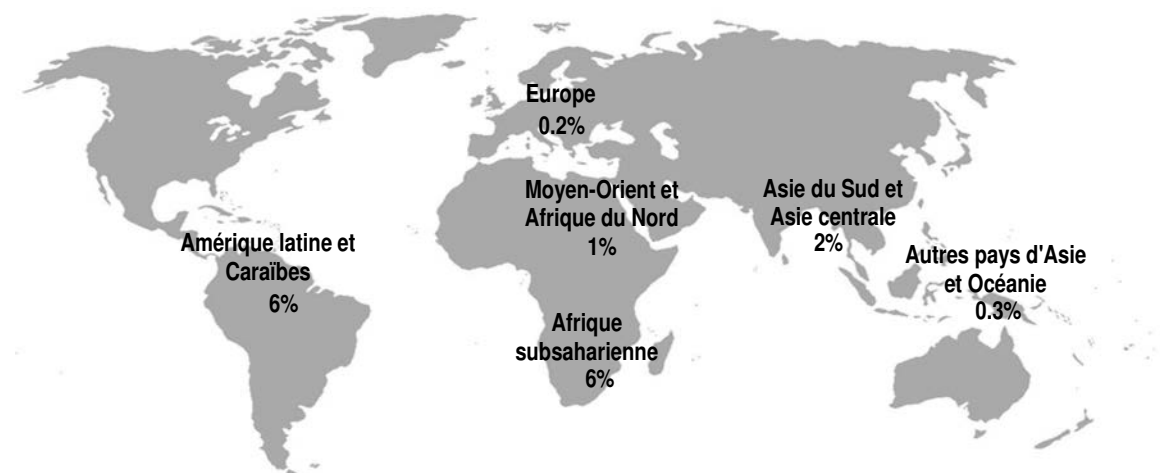 Europe
0.2%
Moyen-Orient et
Afrique du Nord
1%
Asie du Sud et
Asie centrale
2%
Amérique latine et
Caraïbes
6%
Autres pays d'Asie
et Océanie
0.3%
Afrique
subsaharienne
6%